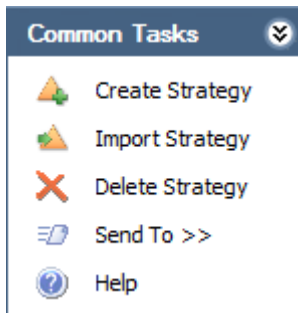 Common Tasks
Create Strategy
Import Strategy
Delete Strategy
Send To >>
Help